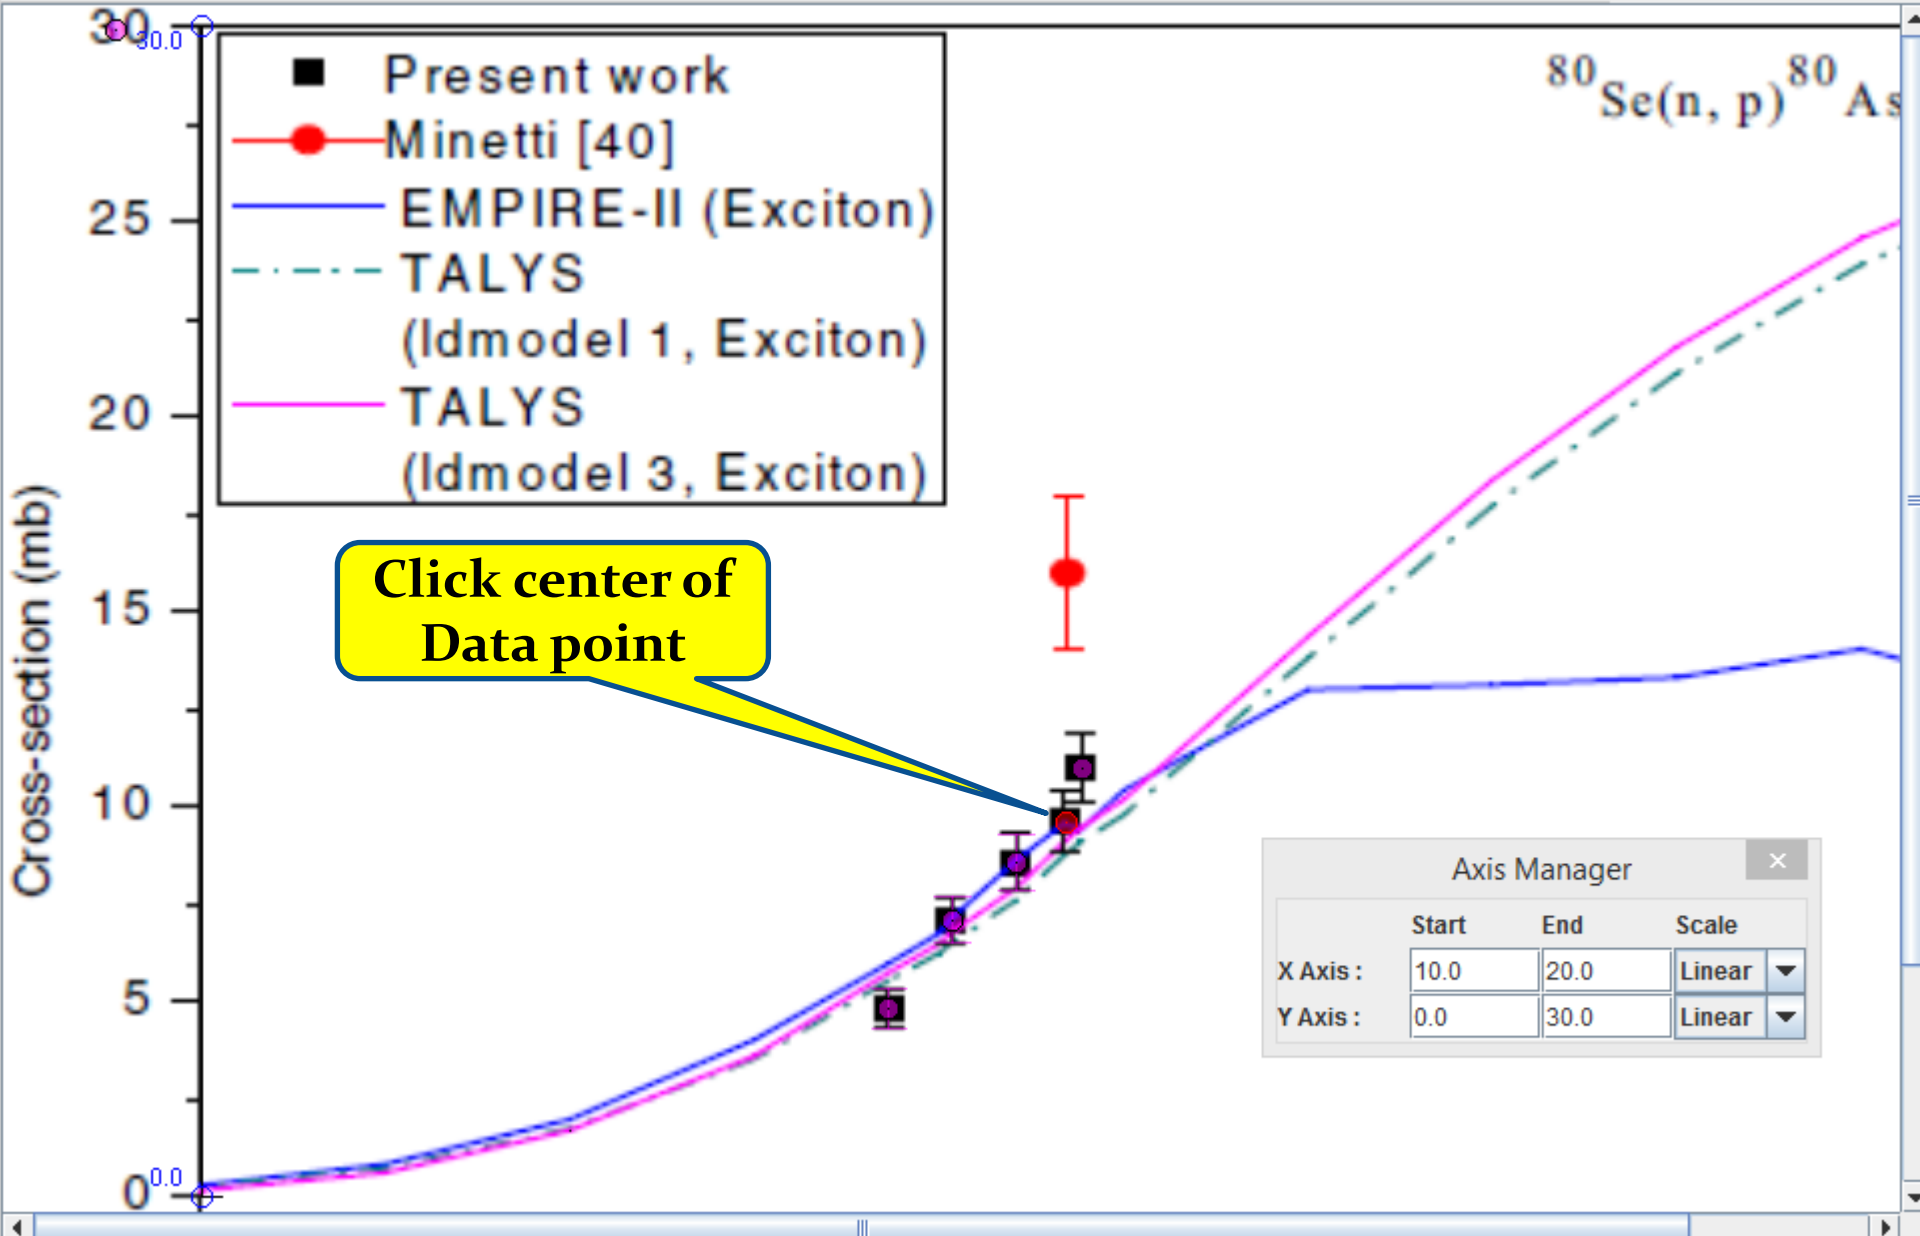 30
30.0
Present work
Minetti [40]
EMPIRE-II (Exciton)
TALYS
(ldmodel 1, Exciton)
TALYS
(ldmodel 3, Exciton)
80Se(n, p)80As
25
20
15
10
5
0
0.0
Cross-section (mb)
Click center of
Data point
Axis Manager
Start End Scale
X Axis : 10.0 20.0 Linear
Y Axis : 0.0 30.0 Linear